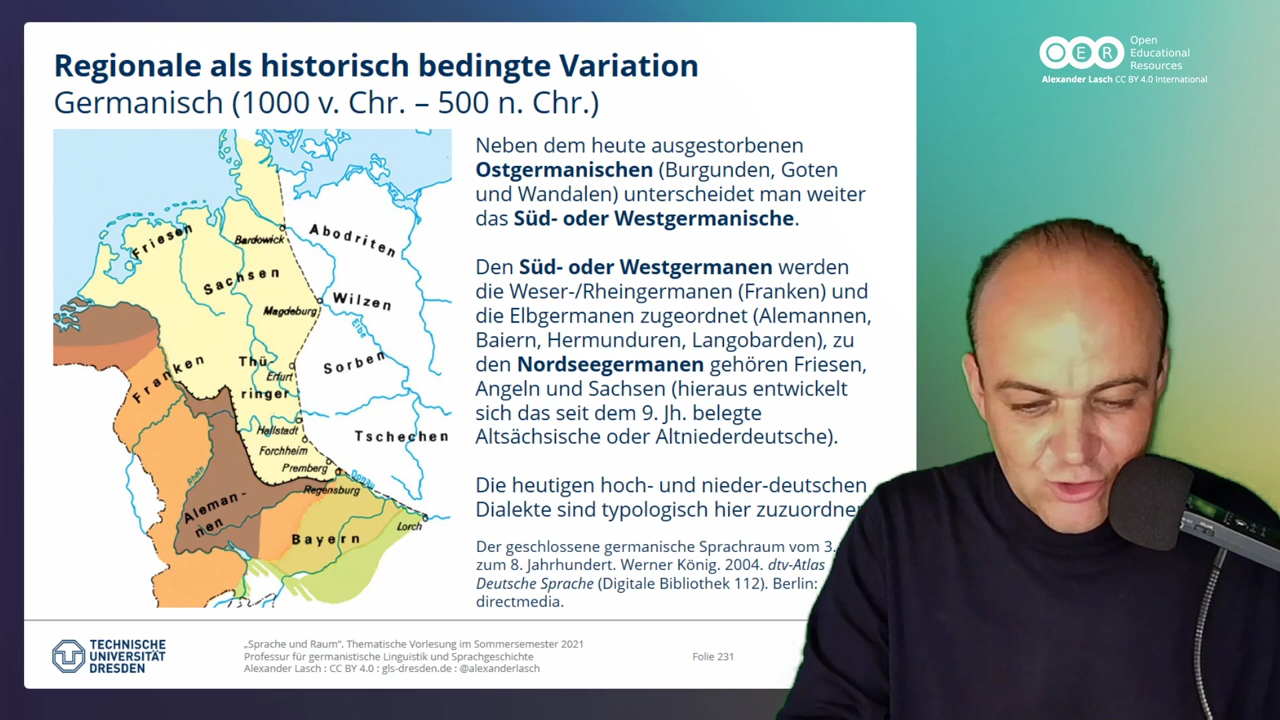 Regionale als historisch bedingte Variation
Germanisch (1000 v. Chr. – 500 n. Chr.)
Neben dem heute ausgestorbenen
Ostgermanischen (Burgunden, Goten
und Wandalen) unterscheidet man weiter
das Süd- oder Westgermanische.
Den Süd- oder Westgermanen werden
die Weser-/Rheingermanen (Franken) und
die Elbgermanen zugeordnet (Alemannen,
Baiern, Hermunduren, Langobarden), zu
den Nordseegermanen gehören Friesen,
Angeln und Sachsen (hieraus entwickelt
sich das seit dem 9. Jh. belegte
Altsächsische oder Altniederdeutsche).
Die heutigen hoch- und nieder-deutschen
Dialekte sind typologisch hier zuzuordnen
Der geschlossene germanische Sprachraum vom 3.
zum 8. Jahrhundert. Werner König. 2004. dtv-Atlas
Deutsche Sprache (Digitale Bibliothek 112). Berlin:
directmedia.
Friesen
Bardowick
Abodriten
Sachsen
Magdeburg
Wilzen
Elbe
Franken
Thü-
Erfurt
ringer
Sorben
Hallstadt
Forchheim
Tschechen
Premberg
Donau
Rhein
Regensburg
Aleman-
nen
Bayern
Lorch
TECHNISCHE
UNIVERSITÄT
DRESDEN
„Sprache und Raum“. Thematische Vorlesung im Sommersemester 2021
Professur für germanistische Linguistik und Sprachgeschichte
Alexander Lasch : CC BY 4.0 : gls-dresden.de : @alexanderlasch
Folie 231
OER
Open
Educational
Resources
Alexander Lasch CC BY 4.0 International